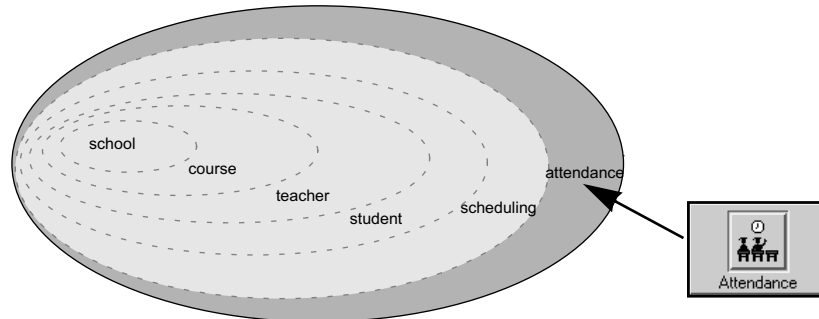 school
course
teacher
student
scheduling
attendance
Attendance